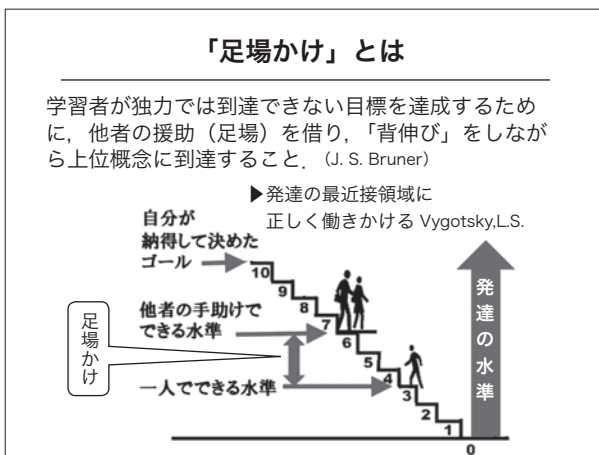 「足場かけ」とは
学習者が独力では到達できない目標を達成するため
に，他者の援助（足場）を借り，「背伸び」をしなが
ら上位概念に到達すること．（J. S. Bruner）
▶発達の最近接領域に
正しく働きかける Vygotsky,L.S.
自分が
納得して決めた
ゴール
他者の手助けで
できる水準
足場かけ
一人でできる水準
10
9
8
7
6
5
4
3
2
1
0
発達の水準